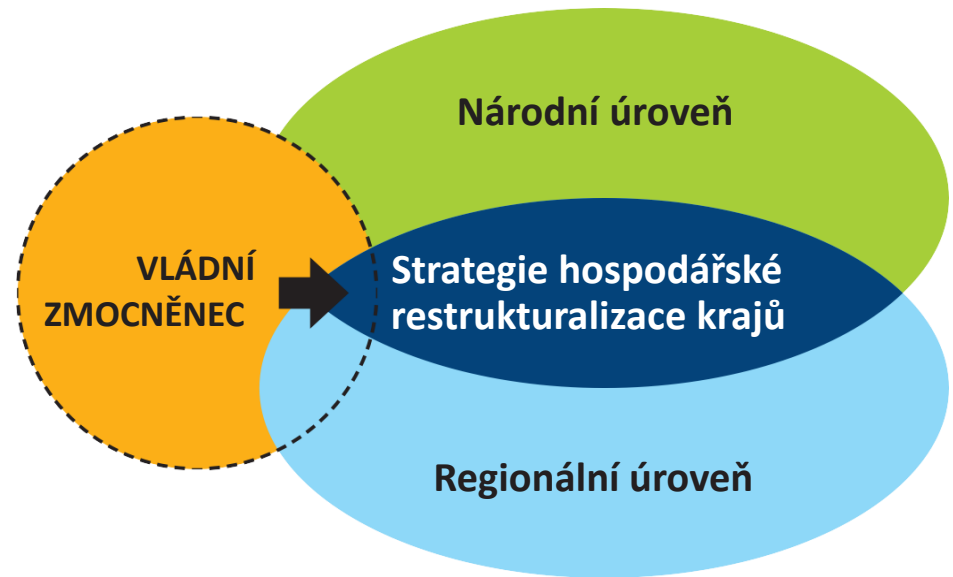 Národní úroveň
VLÁDNÍ
ZMOCNĚNEC
Strategie hospodářské
restrukturalizace krajů
Regionální úroveň